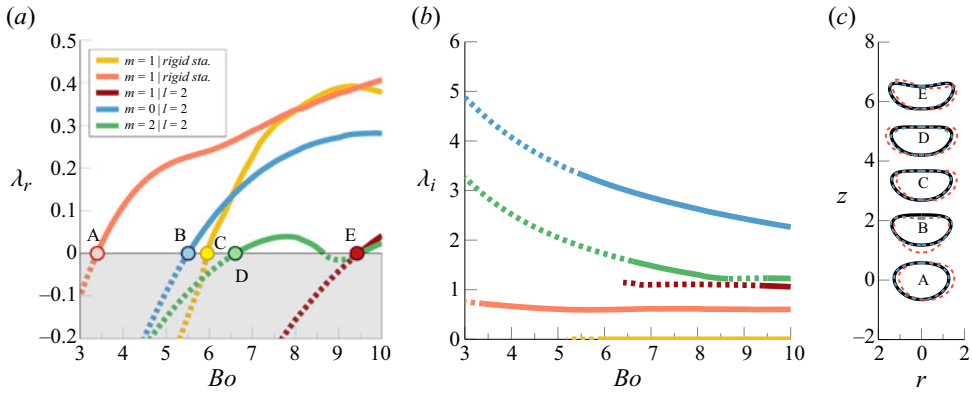 (a)
0.5
0.4
0.3
0.2
0.1
0
−0.1
−0.2
λr
m = 1 | rigid sta.
m = 1 | rigid sta.
m = 1 | l = 2
m = 0 | l = 2
m = 2 | l = 2
A
B
C
D
E
3 4 5 6 7 8 9 10
Bo
(b)
6
5
4
3
2
1
0
λi
3 4 5 6 7 8 9 10
Bo
(c)
8
6
4
2
0
−2
z
E
D
C
B
A
2 0 2
r